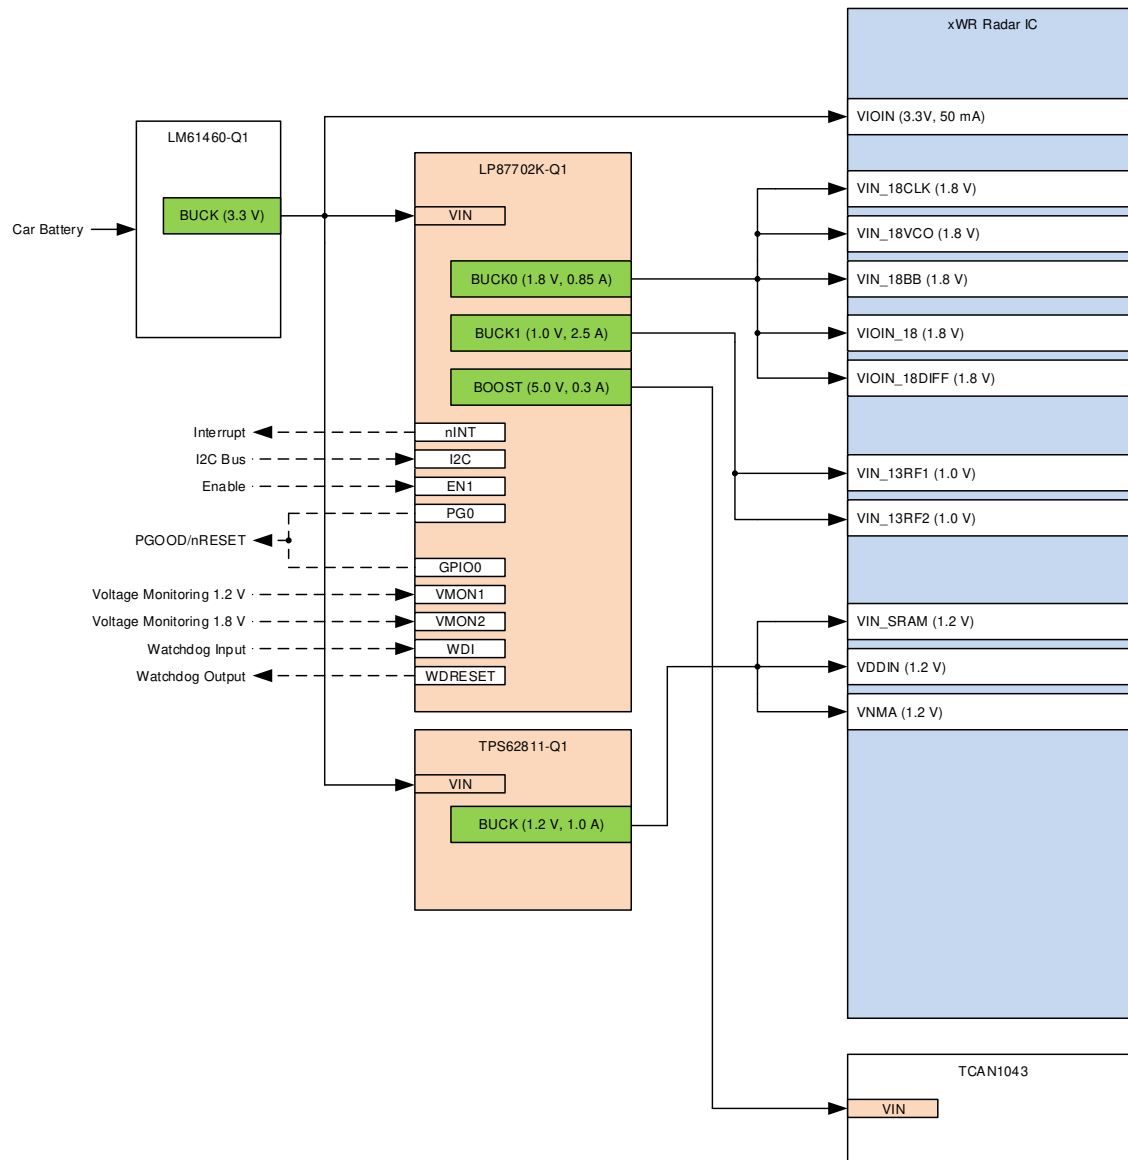 xWR Radar IC
VIOIN (3.3V, 50 mA)
LM61460-Q1
BUCK (3.3 V)
Car Battery
LP87702K-Q1
VIN
BUCK0 (1.8 V, 0.85 A)
BUCK1 (1.0 V, 2.5 A)
BOOST (5.0 V, 0.3 A)
VIN_18CLK (1.8 V)
VIN_18VCO (1.8 V)
VIN_18BB (1.8 V)
VIOIN_18 (1.8 V)
VIOIN_18DIFF (1.8 V)
Interrupt
nINT
I2C Bus
I2C
Enable
EN1
PG0
PGOOD/nRESET
GPIO0
Voltage Monitoring 1.2 V
VMON1
Voltage Monitoring 1.8 V
VMON2
Watchdog Input
WDI
Watchdog Output
WDRESET
VIN_13RF1 (1.0 V)
VIN_13RF2 (1.0 V)
VIN_SRAM (1.2 V)
VDDIN (1.2 V)
VNMA (1.2 V)
TPS62811-Q1
VIN
BUCK (1.2 V, 1.0 A)
TCAN1043
VIN